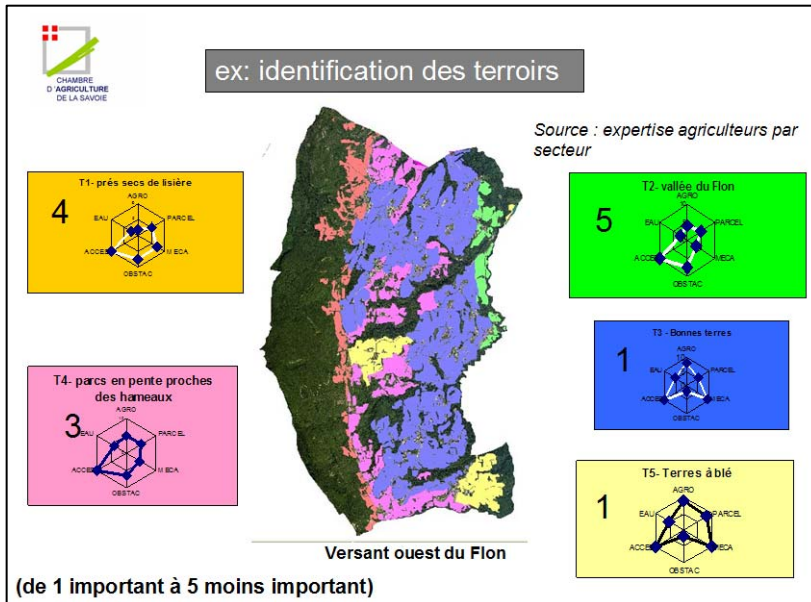 CHAMBRE
D'AGRICULTURE
DE LA SAVOIE
ex: identification des terroirs
Source : expertise agriculteurs par
secteur
T1- prés secs de lisière
4
AGRO
PARCEL
MECA
OBSTAC
ACCES
EAU
T2- vallée du Flon
5
AGRO
PARCEL
MECA
OBSTAC
ACCES
EAU
T3 - Bonnes terres
1
AGRO
PARCEL
MECA
OBSTAC
ACCES
EAU
T4- parcs en pente proches
des hameaux
3
AGRO
PARCEL
MECA
OBSTAC
ACCES
EAU
T5- Terres à blé
1
AGRO
PARCEL
MECA
OBSTAC
ACCES
EAU
Versant ouest du Flon
(de 1 important à 5 moins important)